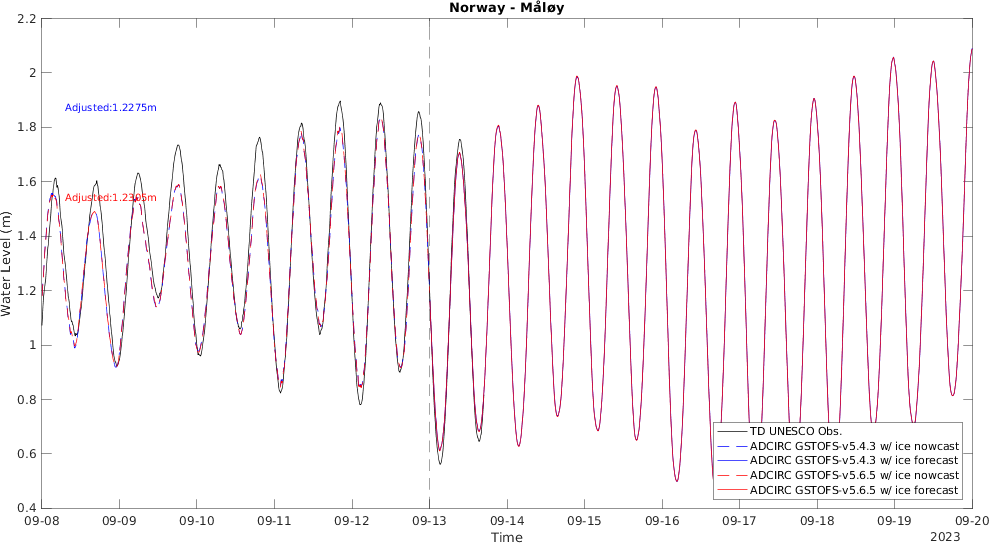 Norway - Måløy
2.2
2
1.8
1.6
1.4
1.2
1
0.8
0.6
0.4
Water Level (m)
Adjusted:1.2275m
Adjusted:1.2305m
TD UNESCO Obs.
ADCIRC GSTOFS-v5.4.3 w/ ice nowcast
ADCIRC GSTOFS-v5.4.3 w/ ice forecast
ADCIRC GSTOFS-v5.6.5 w/ ice nowcast
ADCIRC GSTOFS-v5.6.5 w/ ice forecast
09-08 09-09 09-10 09-11 09-12 09-13 09-14 09-15 09-16 09-17 09-18 09-19 09-20
Time
2023